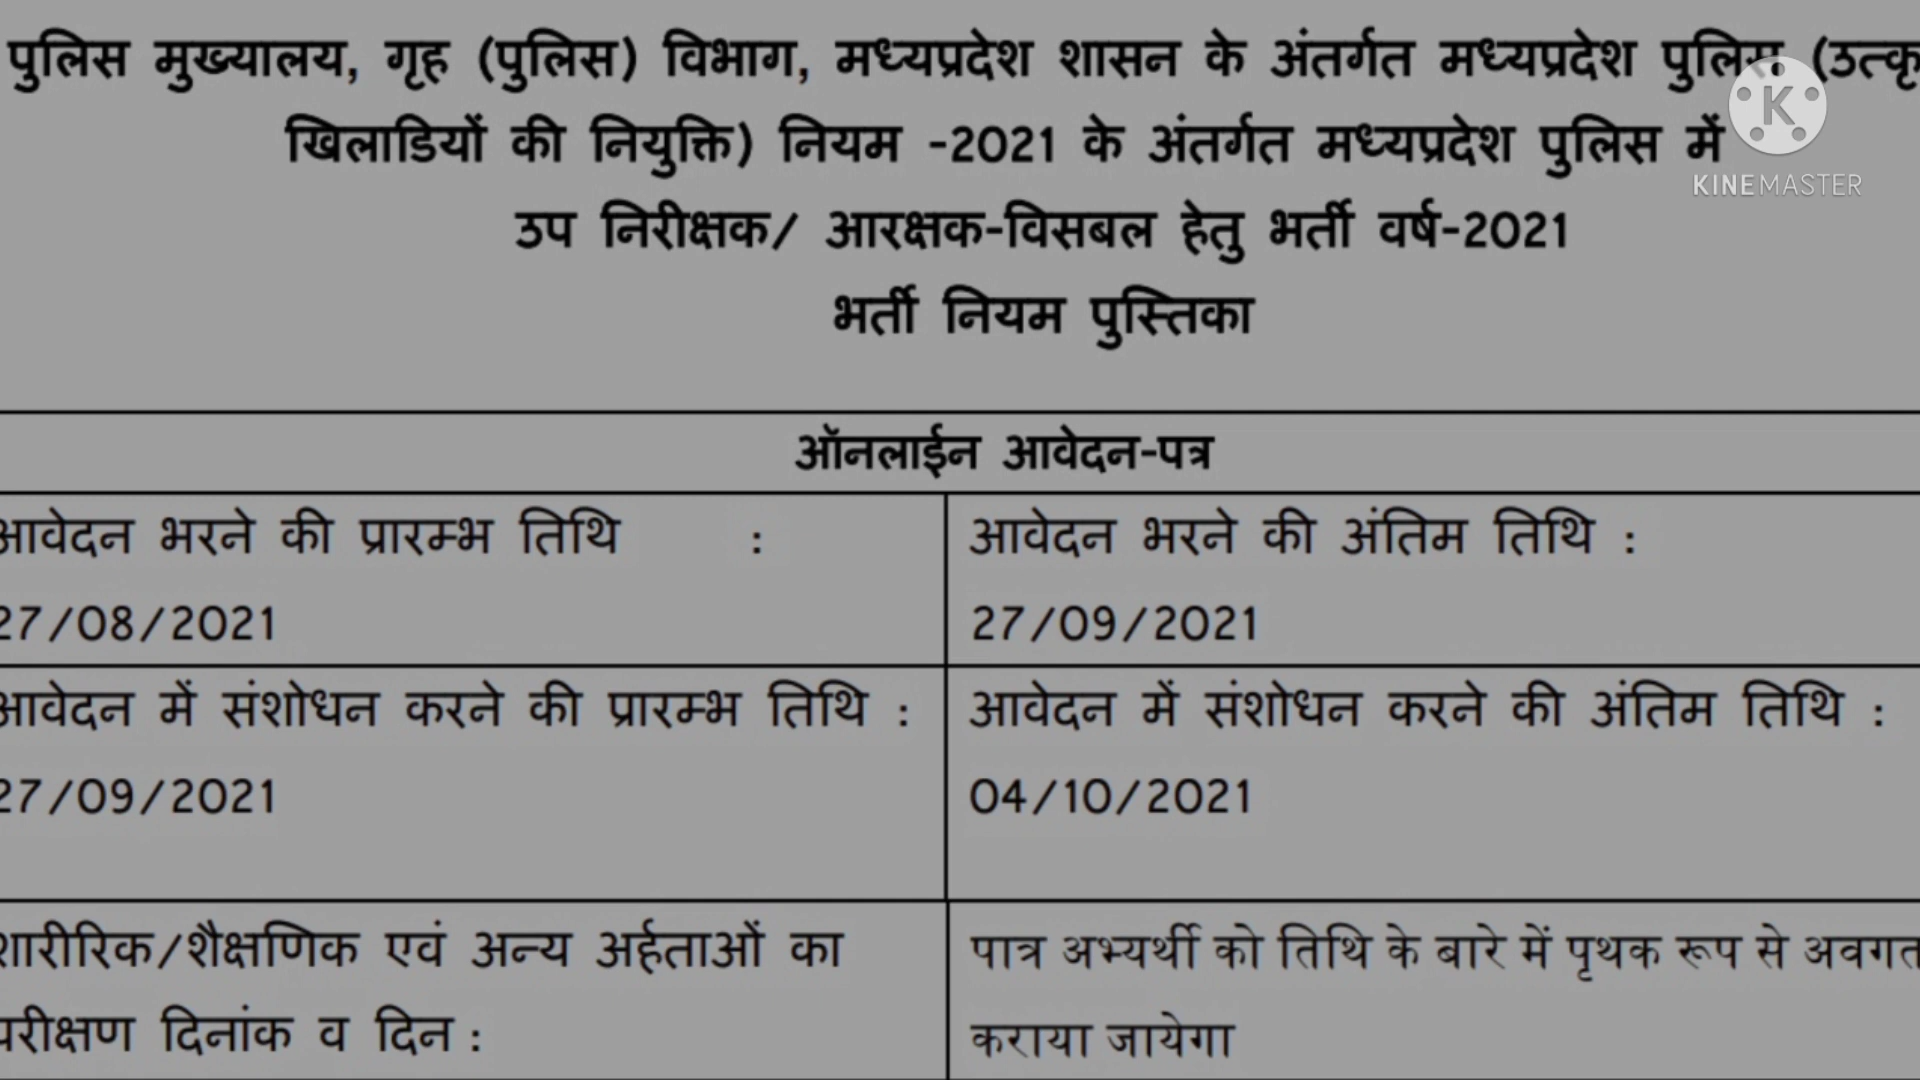 पुलिस मुख्यालय, गृह (पुलिस) विभाग, मध्यप्रदेश शासन के अंतर्गत मध्यप्रदेश पुलिस (उत्कृ
खिलाडियों की नियुक्ति) नियम -2021 के अंतर्गत मध्यप्रदेश पुलिस में
KINEMASTER
उप निरीक्षक/ आरक्षक-विसबल हेतु भर्ती वर्ष-2021
भर्ती नियम पुस्तिका
ऑनलाईन आवेदन-पत्र
आवेदन भरने की प्रारम्भ तिथि :
27/08/2021
आवेदन भरने की अंतिम तिथि :
27/09/2021
आवेदन में संशोधन करने की प्रारम्भ तिथि :
27/09/2021
आवेदन में संशोधन करने की अंतिम तिथि :
04/10/2021
शारीरिक/शैक्षणिक एवं अन्य अर्हताओं का
परीक्षण दिनांक व दिन :
पात्र अभ्यर्थी को तिथि के बारे में पृथक रूप से अवगत
कराया जायेगा